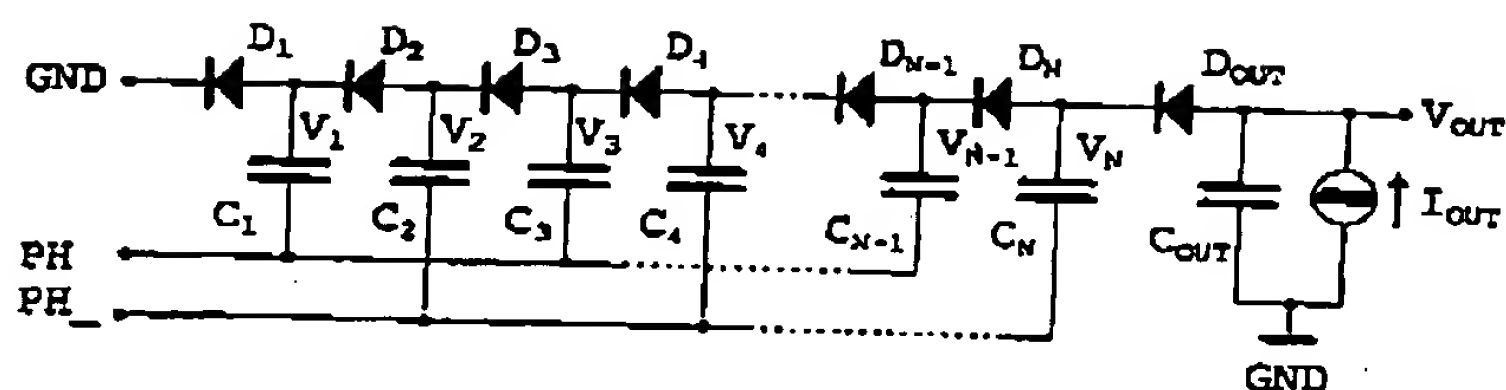 D1 D2 D3 D4 DN-1 DN DOUT
GND
VOUT
V1 V2 V3 V4 VN-1 VN
C1 C2 C3 C4 CN-1 CN COUT IOUT
PH
PH_
GND